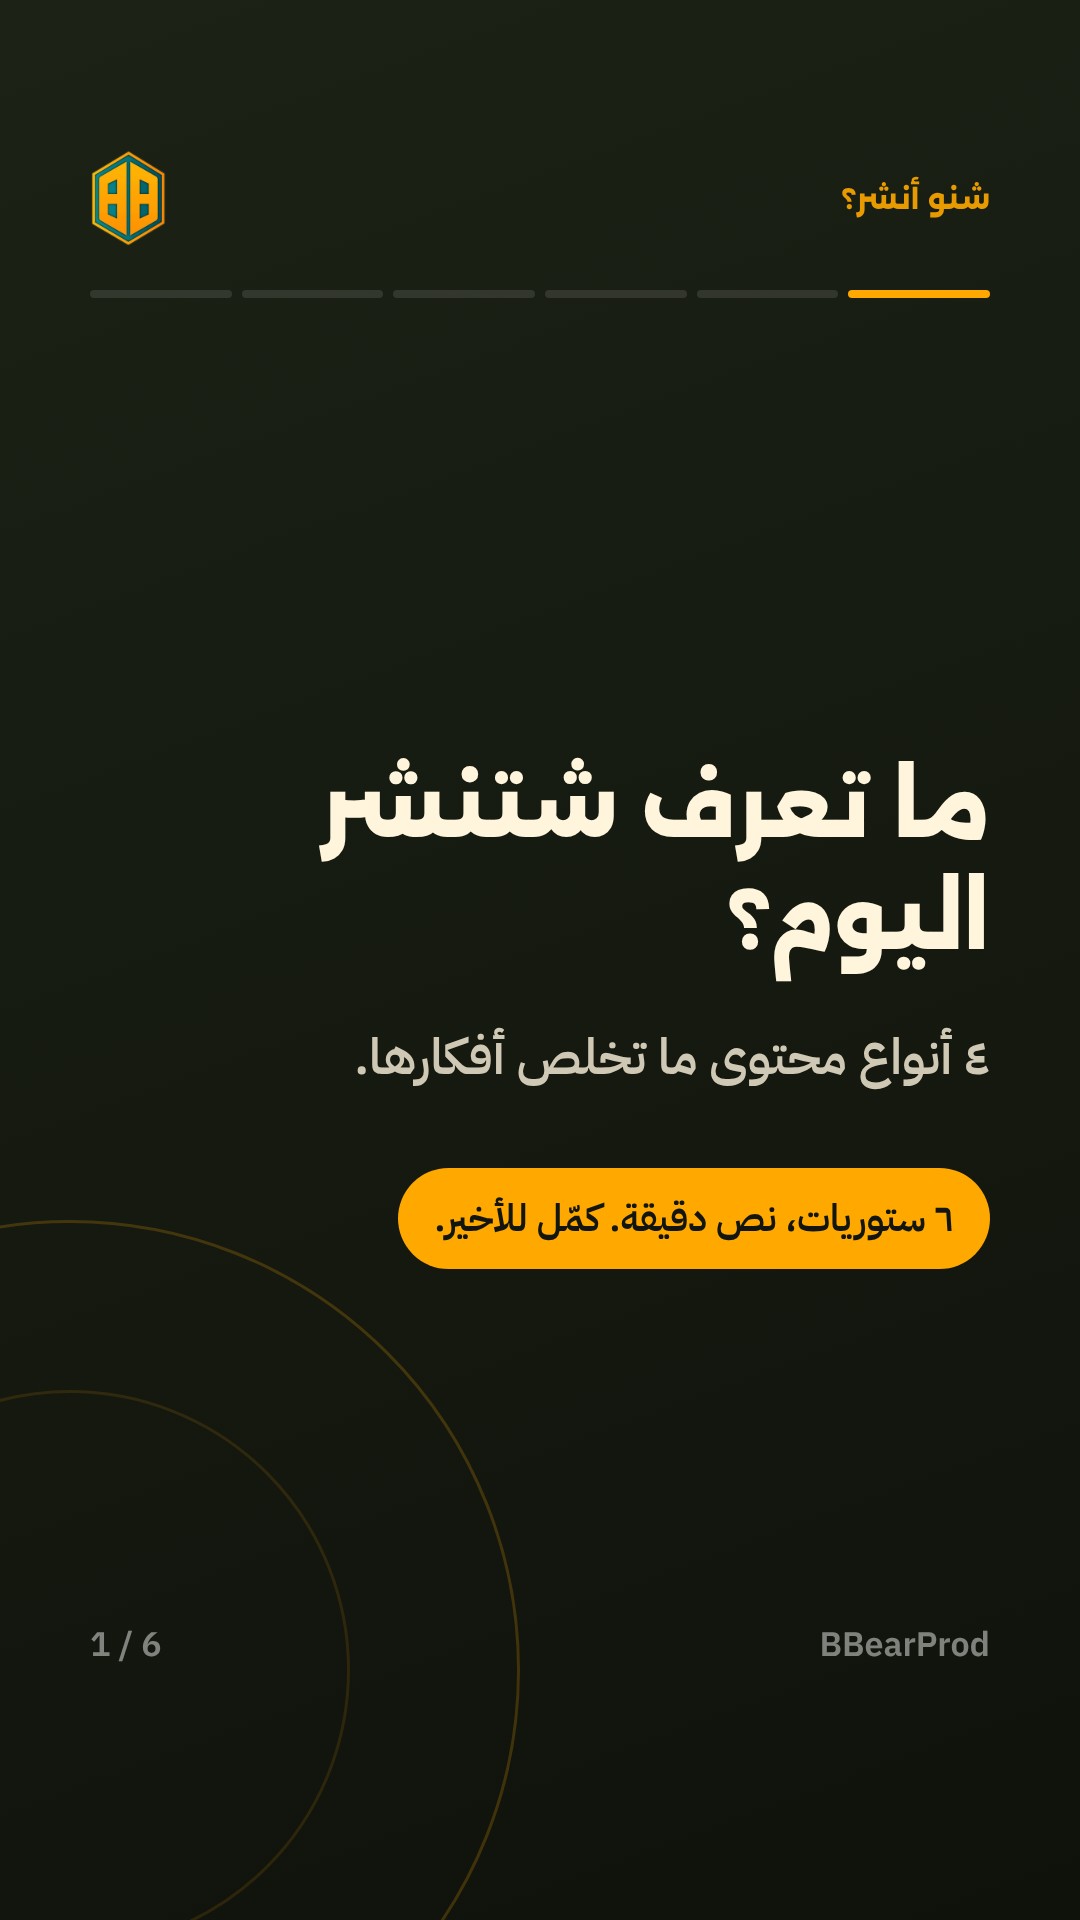 شنو أنشر؟
ما تعرف شتنشر
اليوم؟
٤ أنواع محتوى ما تخلص أفكارها.
٦ ستوريات، نص دقيقة. كمّل للأخير.
BBearProd
1 / 6